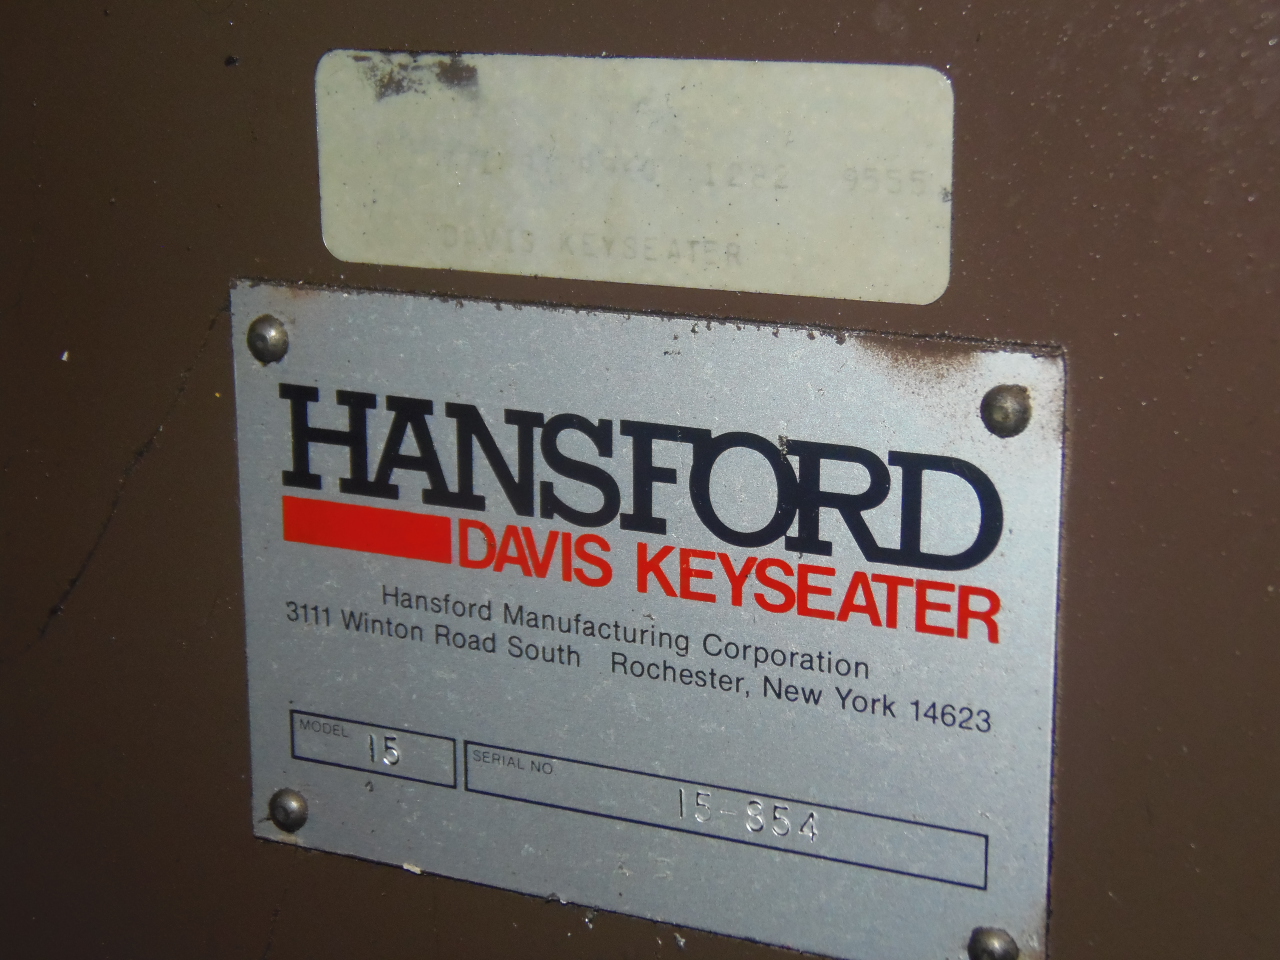 1232 9555
DAVIS KEYSEATER
HANSFORD
DAVIS KEYSEATER
Hansford Manufacturing Corporation
3111 Winton Road South Rochester, New York 14623
MODEL 15 SERIAL NO. 15-854